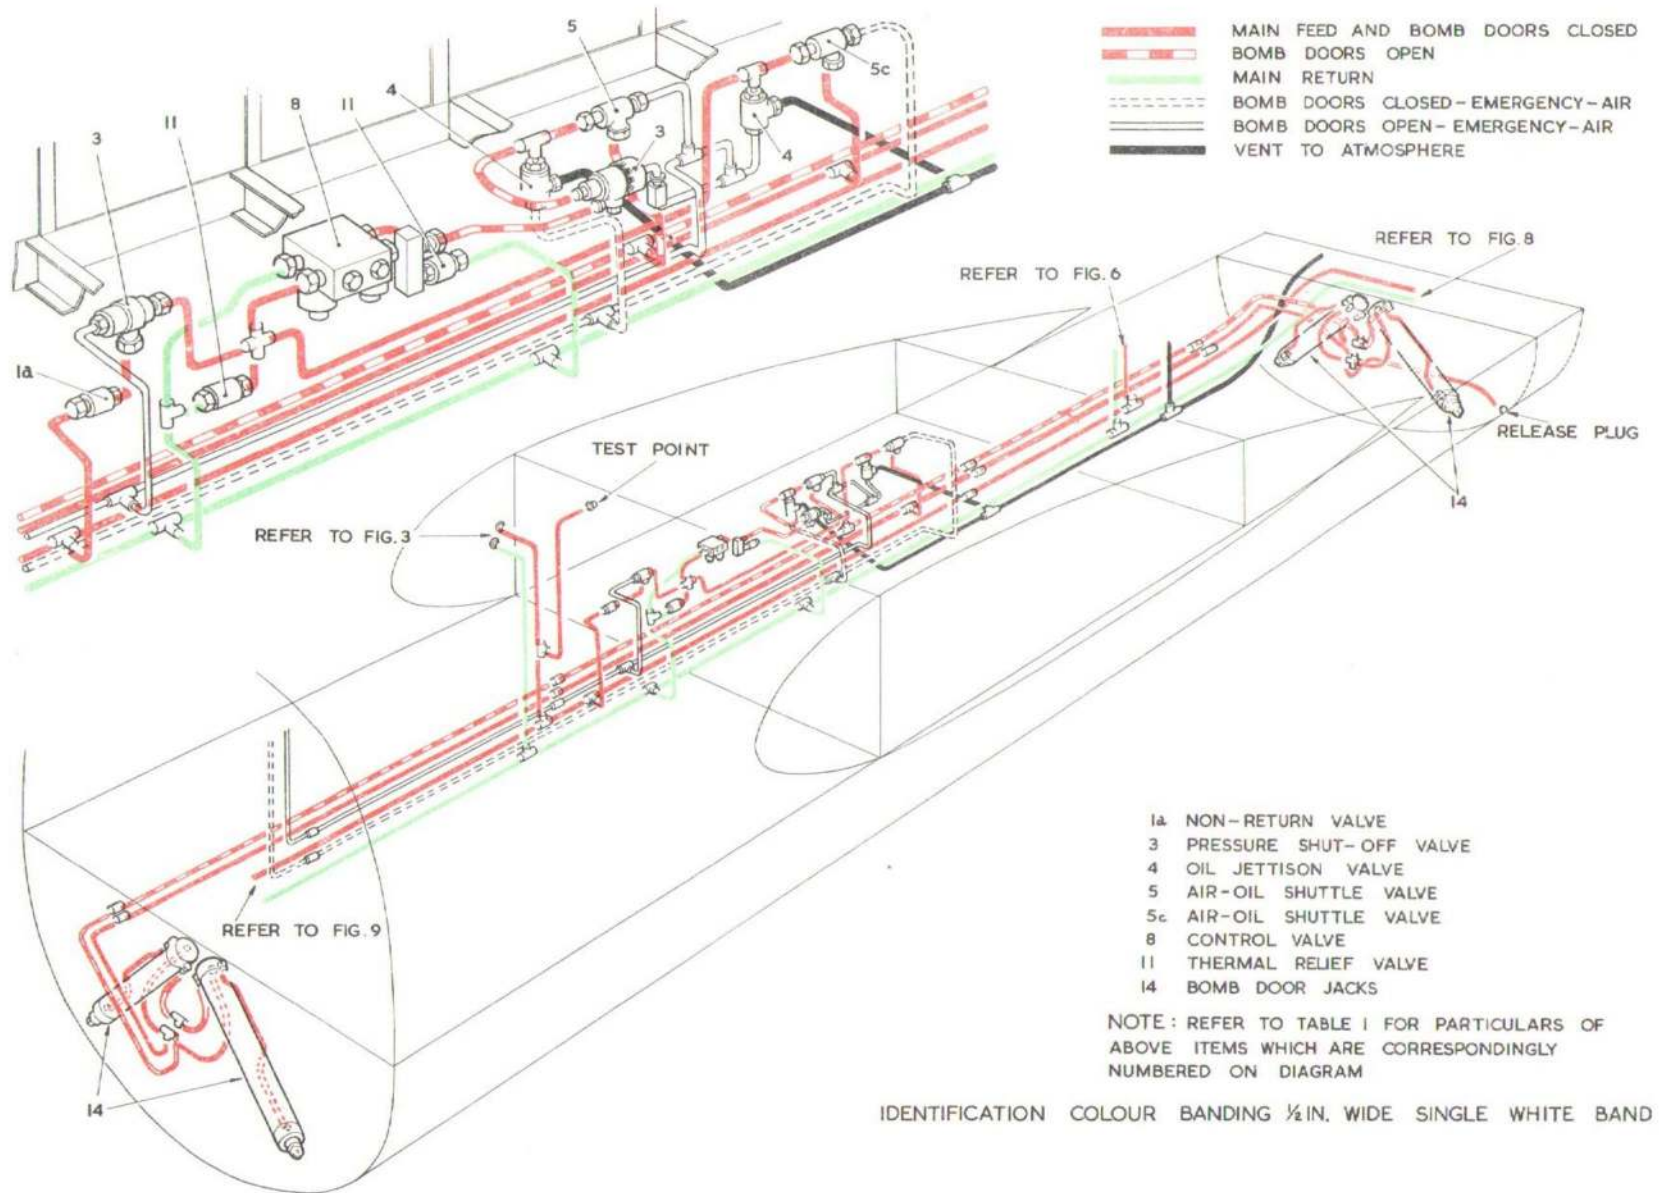 MAIN FEED AND BOMB DOORS CLOSED
BOMB DOORS OPEN
MAIN RETURN
BOMB DOORS CLOSED-EMERGENCY-AIR
BOMB DOORS OPEN-EMERGENCY-AIR
VENT TO ATMOSPHERE
3
11
8
11
4
5
3
5c
4
1a
REFER TO FIG. 8
REFER TO FIG. 6
RELEASE PLUG
14
TEST POINT
REFER TO FIG. 3
REFER TO FIG. 9
14
1a NON-RETURN VALVE
3 PRESSURE SHUT-OFF VALVE
4 OIL JETTISON VALVE
5 AIR-OIL SHUTTLE VALVE
5c AIR-OIL SHUTTLE VALVE
8 CONTROL VALVE
11 THERMAL RELIEF VALVE
14 BOMB DOOR JACKS
NOTE: REFER TO TABLE 1 FOR PARTICULARS OF
ABOVE ITEMS WHICH ARE CORRESPONDINGLY
NUMBERED ON DIAGRAM
IDENTIFICATION COLOUR BANDING ½ IN. WIDE SINGLE WHITE BAND